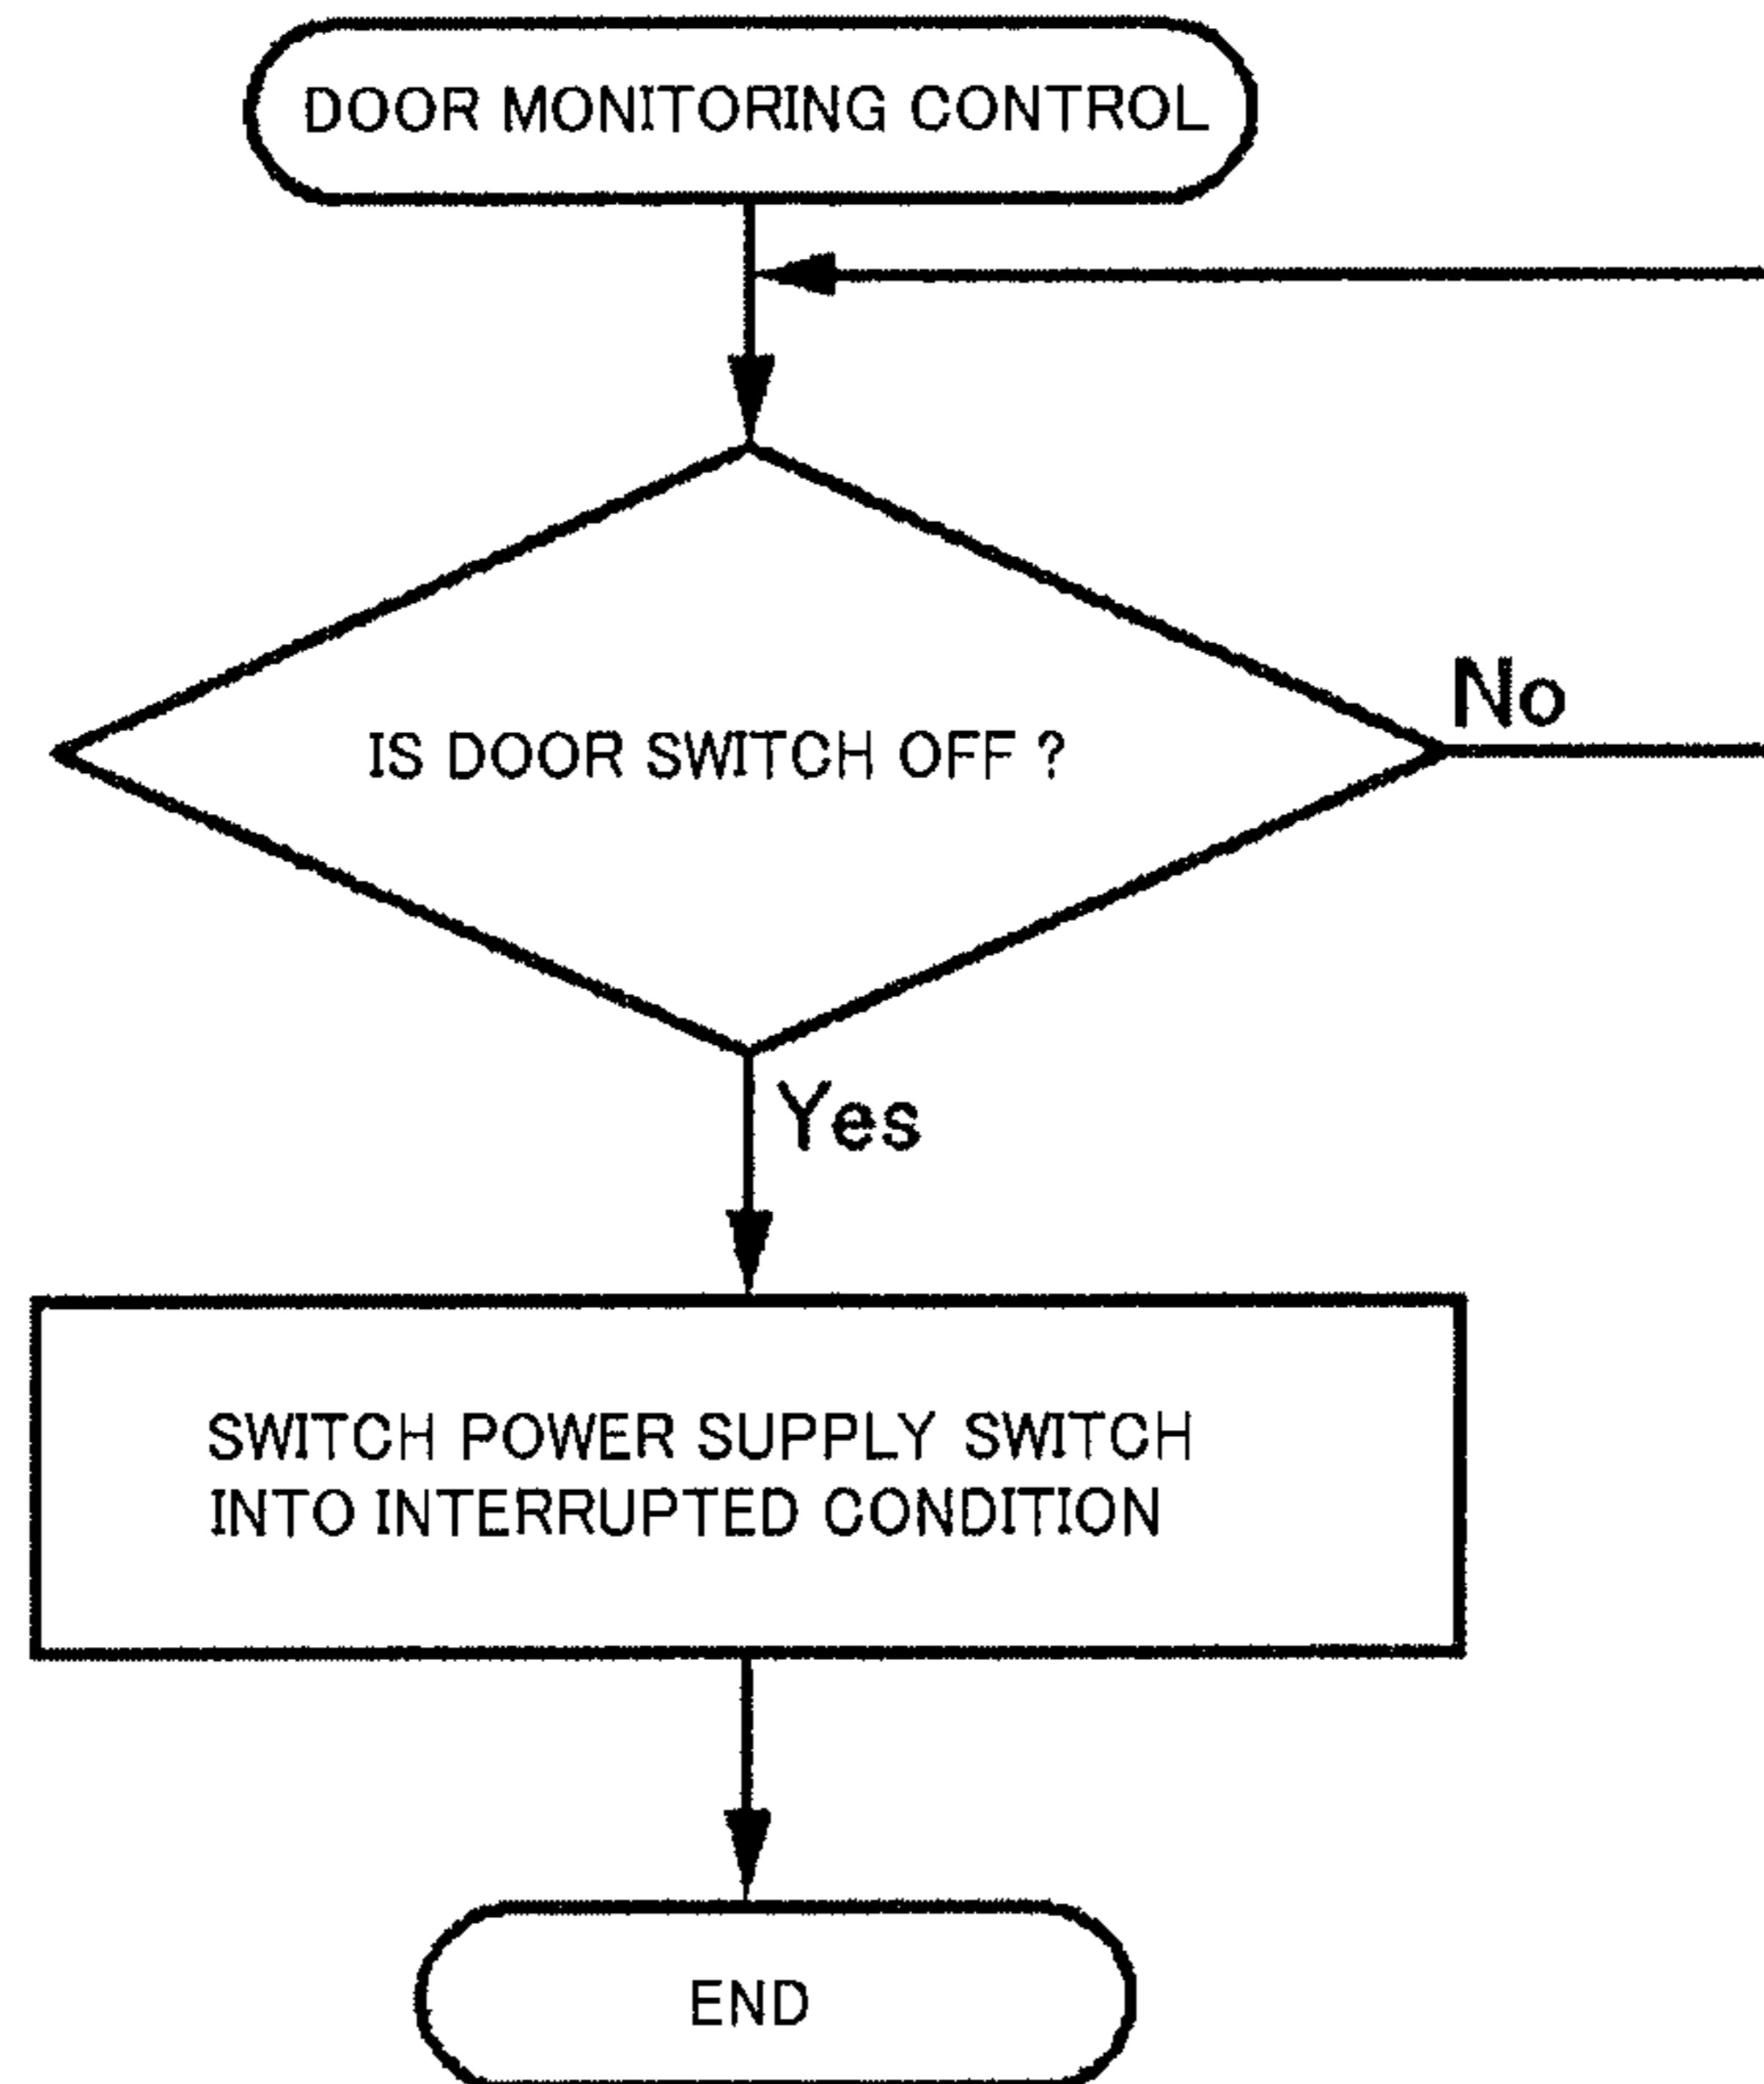 DOOR MONITORING CONTROL
IS DOOR SWITCH OFF ?
No
Yes
SWITCH POWER SUPPLY SWITCH
INTO INTERRUPTED CONDITION
END